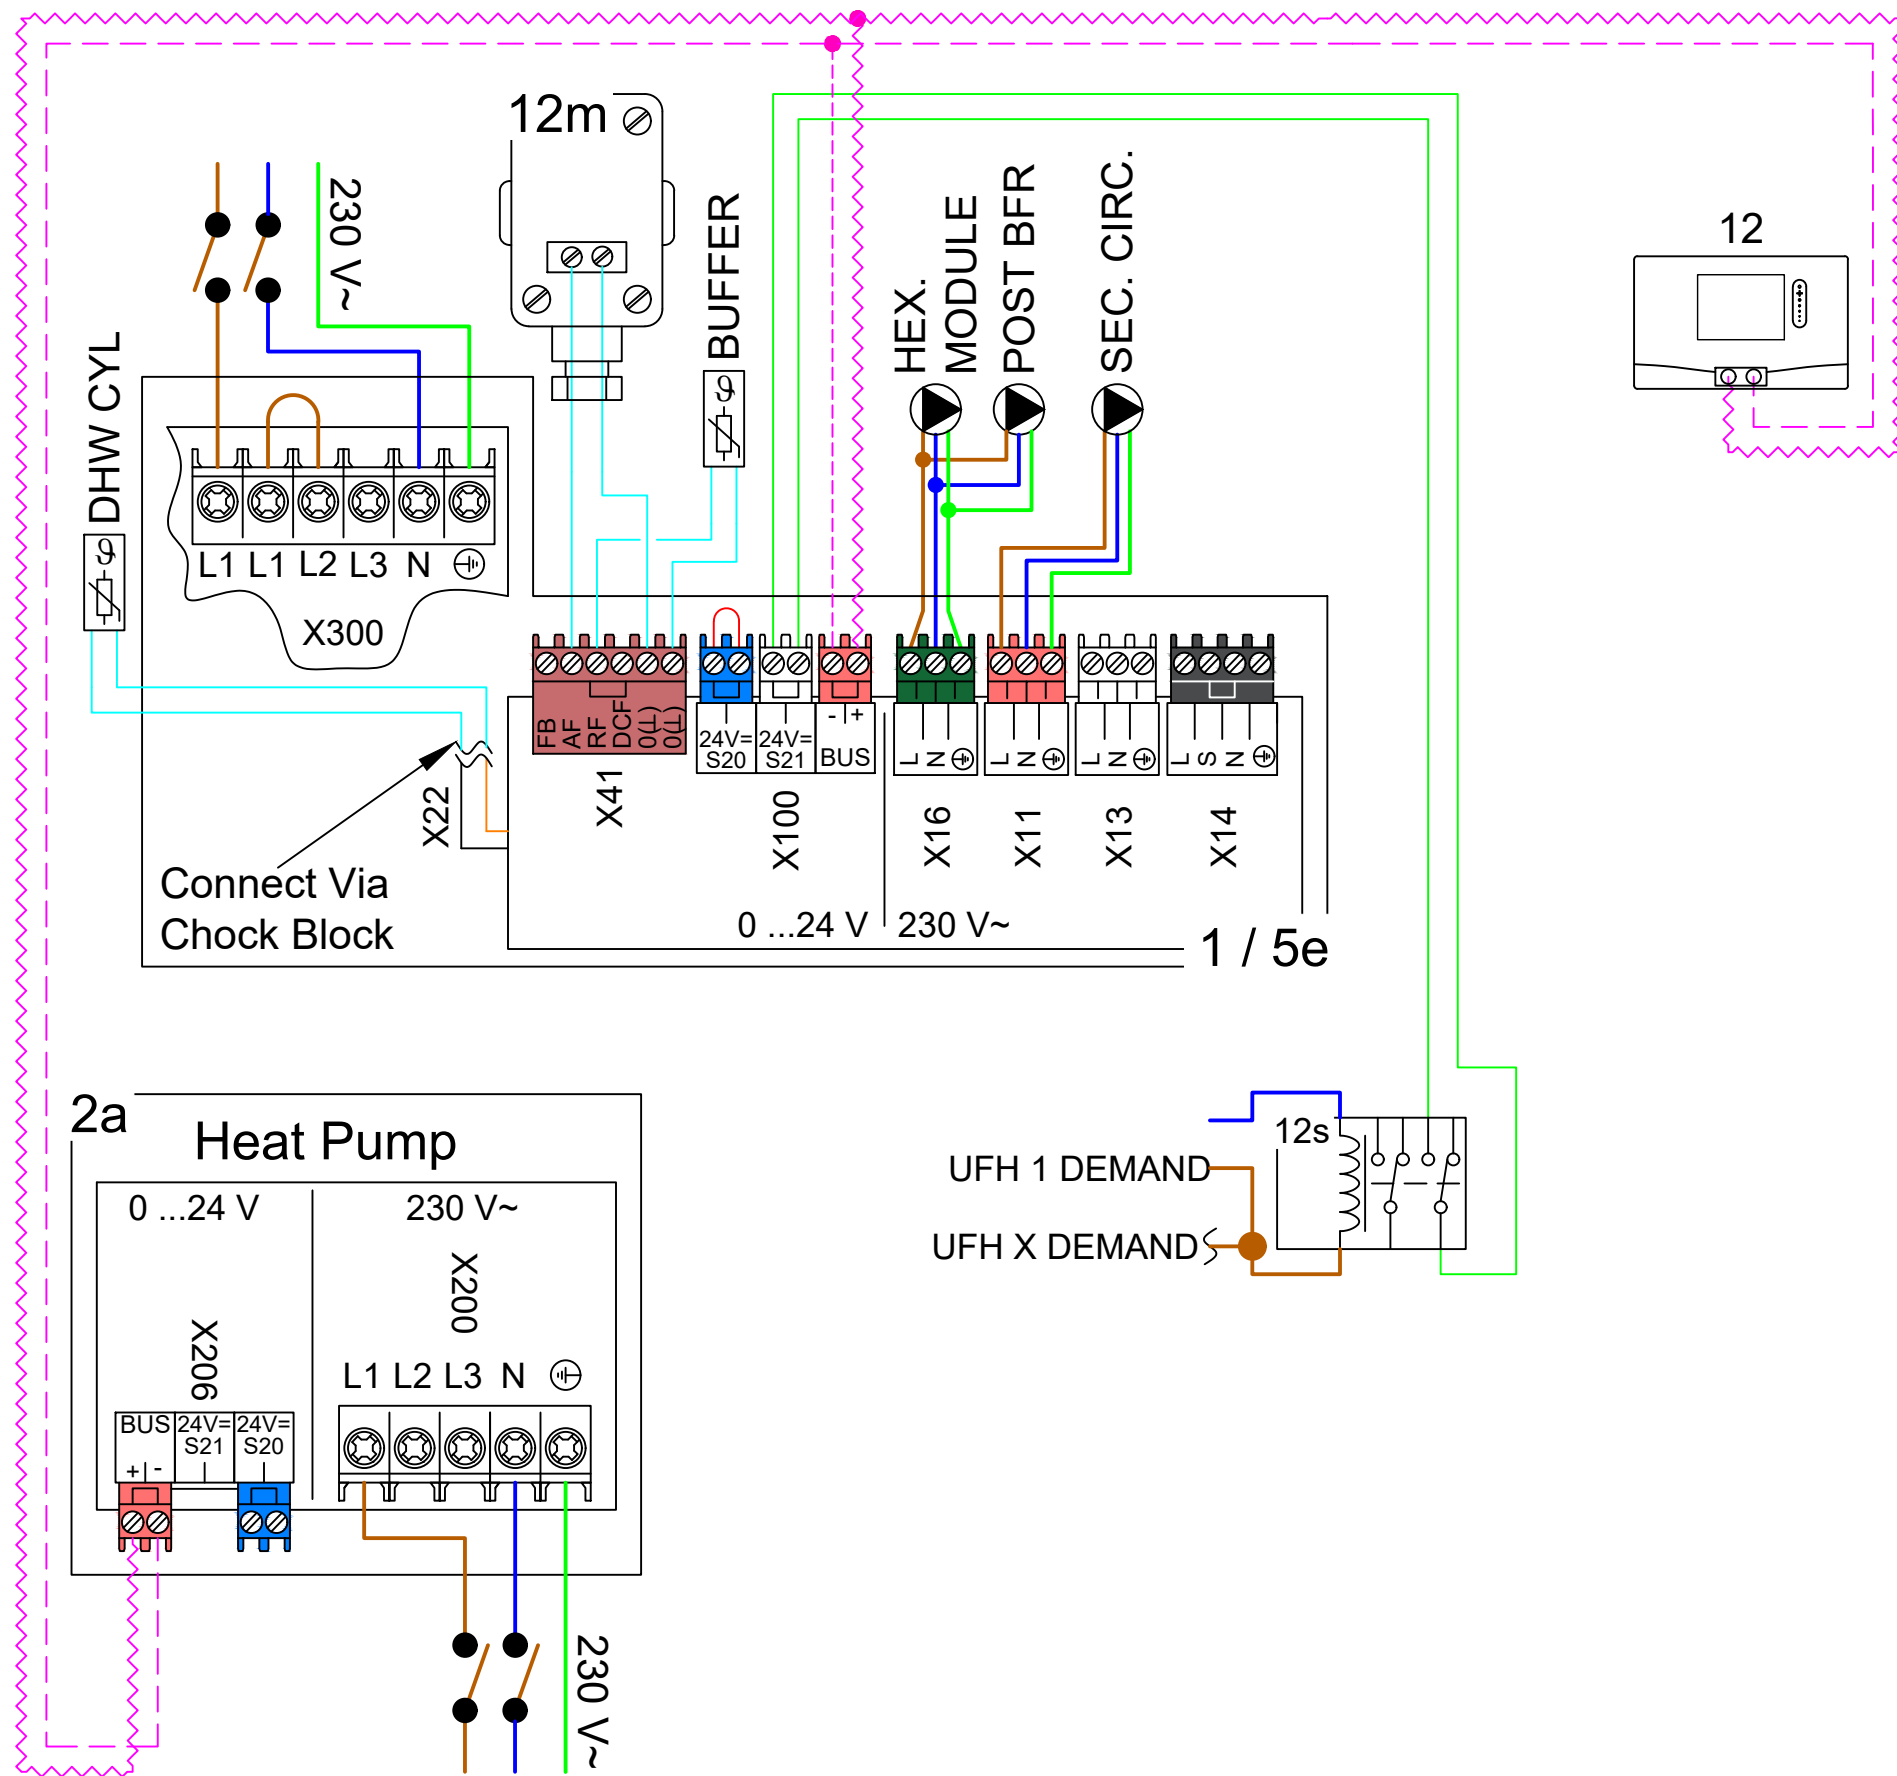 12m
230 V~
BUFFER
HEX.
MODULE
POST BFR
SEC. CIRC.
12
DHW CYL
ϑ
ϑ
L1 L1 L2 L3 N
X300
FB
AF
RF
DCF
0(⊥)
0(⊥)
24V=
S20
24V=
S21
- +
BUS
L
N
L
N
L
N
L
S
N
X22
X41
X100
X16
X11
X13
X14
Connect Via
Chock Block
0 ...24 V
230 V~
1 / 5e
2a
Heat Pump
0 ...24 V
230 V~
X206
X200
L1 L2 L3 N
BUS
+ -
24V=
S21
24V=
S20
230 V~
12s
UFH 1 DEMAND
UFH X DEMAND